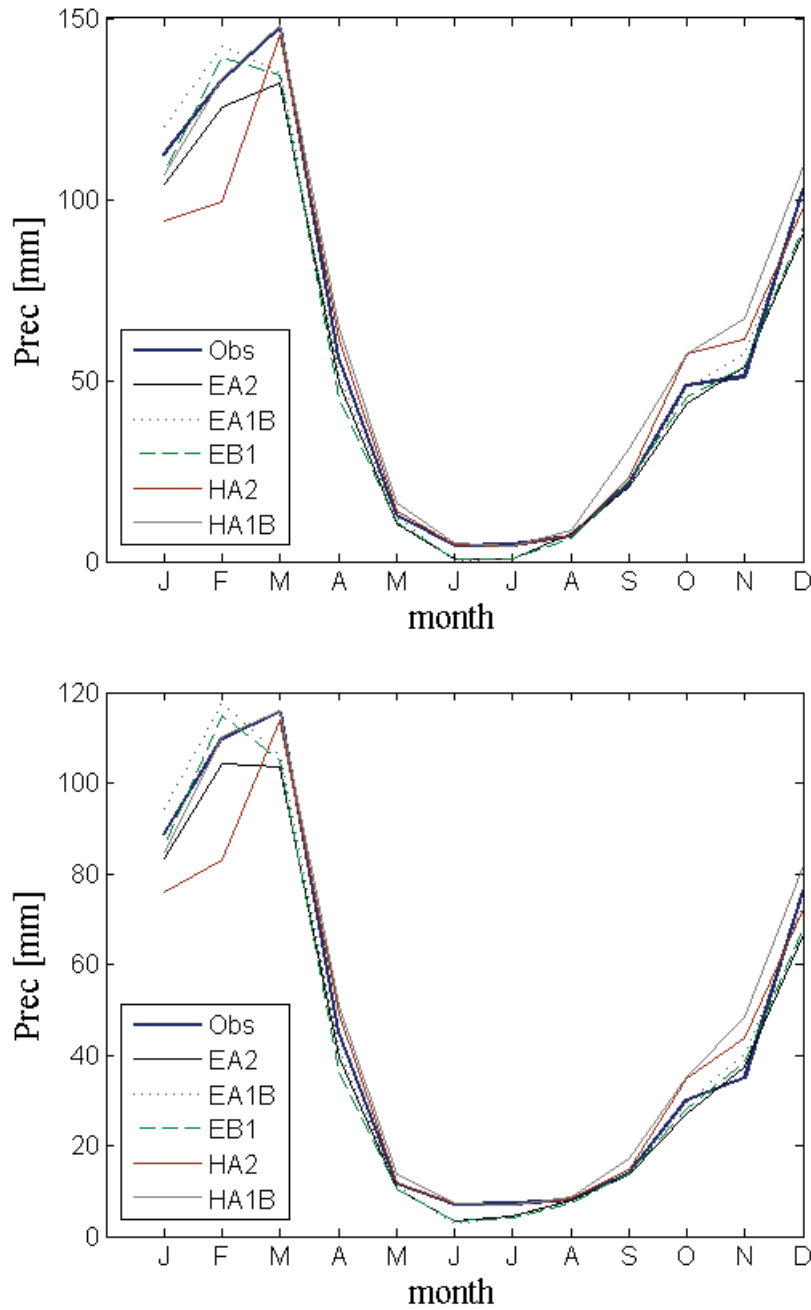 150
100
50
0
Prec [mm]
Obs
EA2
EA1B
EB1
HA2
HA1B
J F M A M J J A S O N D
month
120
100
80
60
40
20
0
Prec [mm]
Obs
EA2
EA1B
EB1
HA2
HA1B
J F M A M J J A S O N D
month